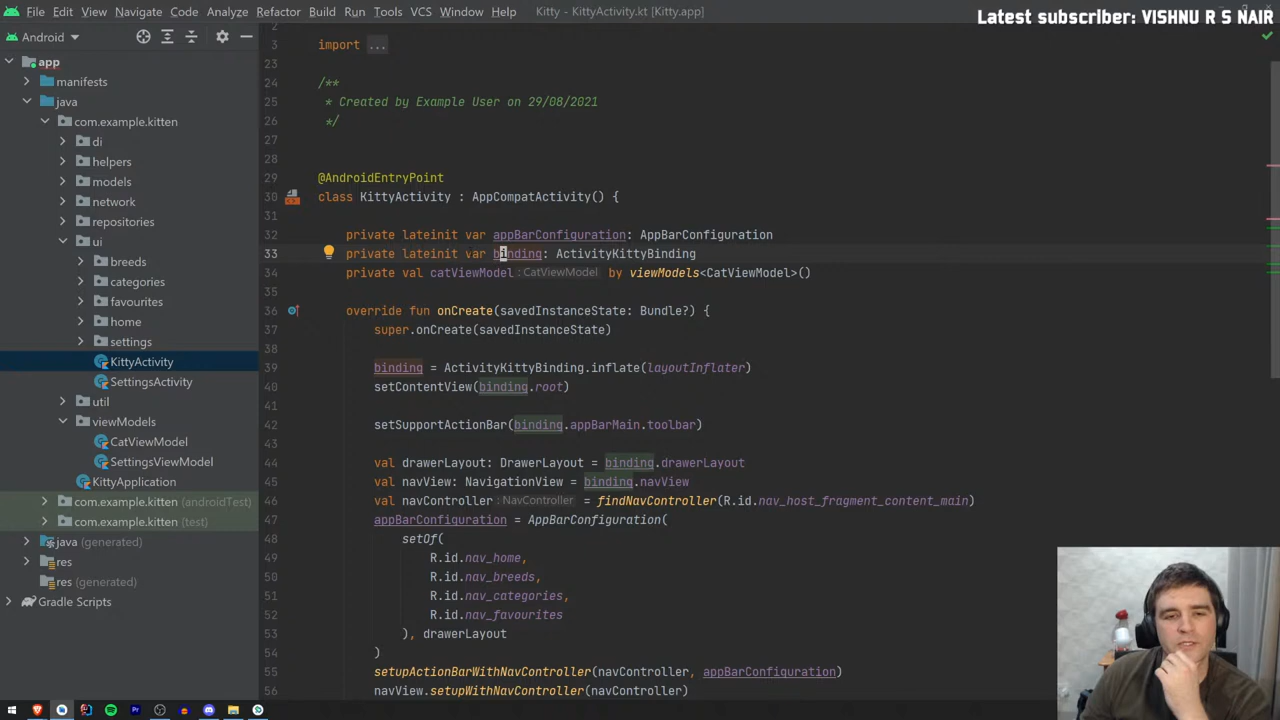 File Edit View Navigate Code Analyze Refactor Build Run Tools VCS Window Help Kitty - KittyActivity.kt [Kitty.app]
Latest subscriber: VISHNU R S NAIR
Android
app
manifests
java
com.example.kitten
di
helpers
models
network
repositories
ui
breeds
categories
favourites
home
settings
KittyActivity
SettingsActivity
util
viewModels
CatViewModel
SettingsViewModel
KittyApplication
com.example.kitten (androidTest)
com.example.kitten (test)
java (generated)
res
res (generated)
Gradle Scripts
2
3 import ...
23
24 /**
25 * Created by Example User on 29/08/2021
26 */
27
28
29 @AndroidEntryPoint
30 class KittyActivity : AppCompatActivity() {
31
32 private lateinit var appBarConfiguration: AppBarConfiguration
33 private lateinit var binding: ActivityKittyBinding
34 private val catViewModel : CatViewModel by viewModels<CatViewModel>()
35
36 override fun onCreate(savedInstanceState: Bundle?) {
37 super.onCreate(savedInstanceState)
38
39 binding = ActivityKittyBinding.inflate(layoutInflater)
40 setContentView(binding.root)
41
42 setSupportActionBar(binding.appBarMain.toolbar)
43
44 val drawerLayout: DrawerLayout = binding.drawerLayout
45 val navView: NavigationView = binding.navView
46 val navController : NavController = findNavController(R.id.nav_host_fragment_content_main)
47 appBarConfiguration = AppBarConfiguration(
48 setOf(
49 R.id.nav_home,
50 R.id.nav_breeds,
51 R.id.nav_categories,
52 R.id.nav_favourites
53 ), drawerLayout
54 )
55 setupActionBarWithNavController(navController, appBarConfiguration)
56 navView.setupWithNavController(navController)